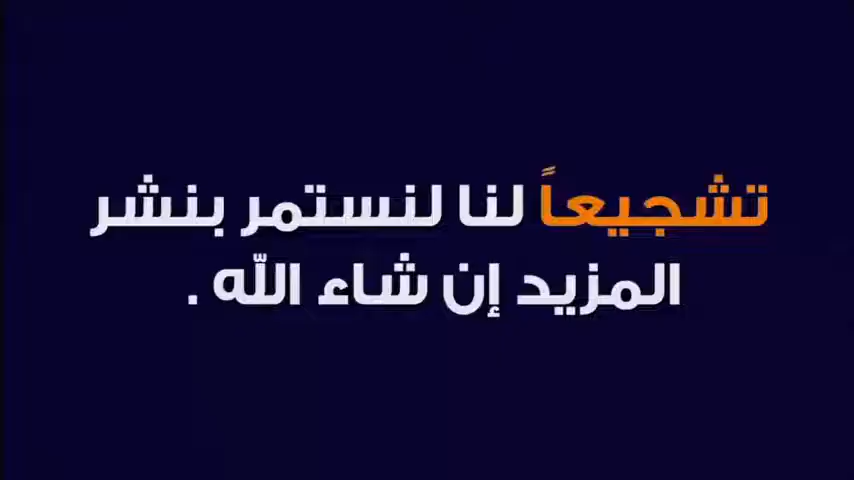 تشجيعاً لنا لنستمر بنشر
المزيد إن شاء الله .